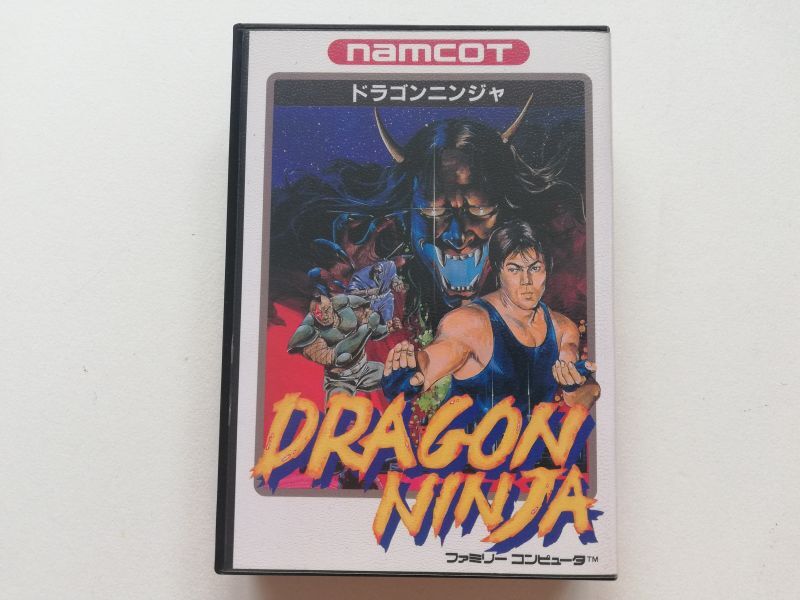 namcot
ドラゴンニンジャ
DRAGON
NINJA
ファミリー コンピュータ™